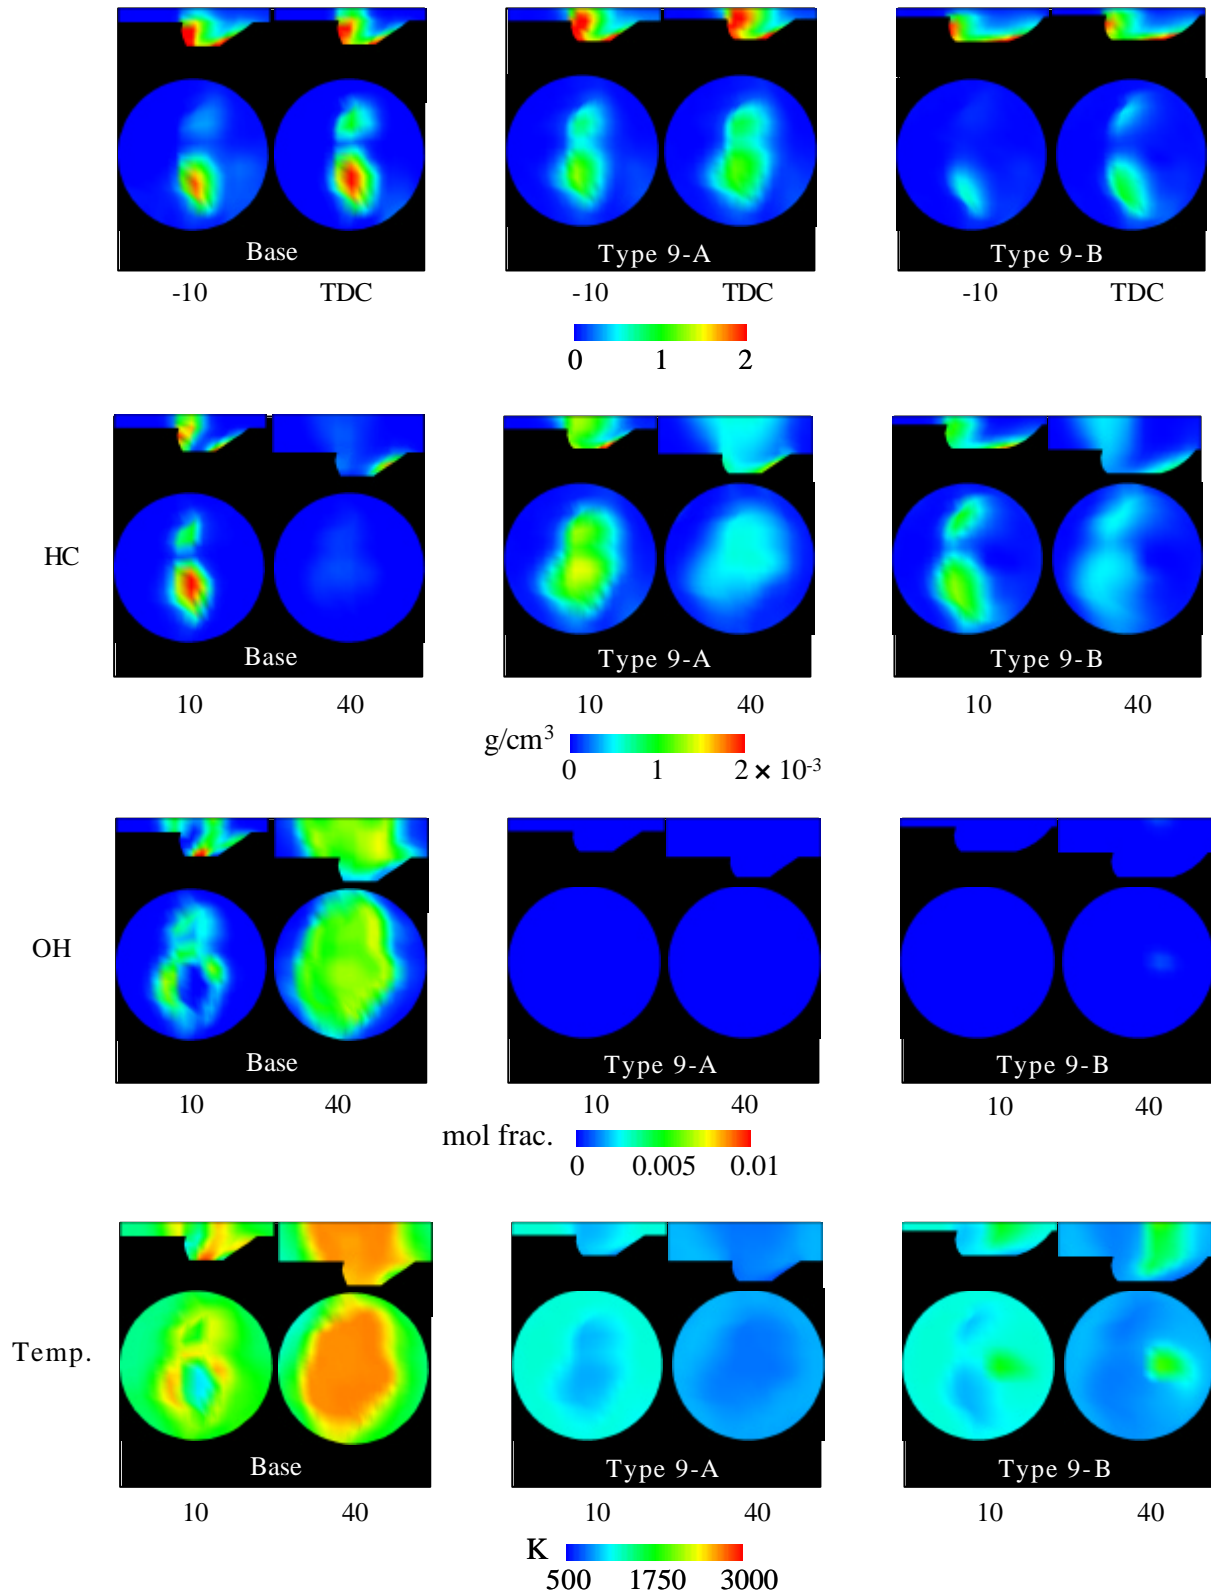 Base Type 9-A Type 9-B
-10 TDC -10 TDC -10 TDC
0 1 2
HC
Base Type 9-A Type 9-B
10 40 10 40 10 40
g/cm³
0 1 2 × 10⁻³
OH
Base Type 9-A Type 9-B
10 40 10 40 10 40
mol frac.
0 0.005 0.01
Temp.
Base Type 9-A Type 9-B
10 40 10 40 10 40
K
500 1750 3000